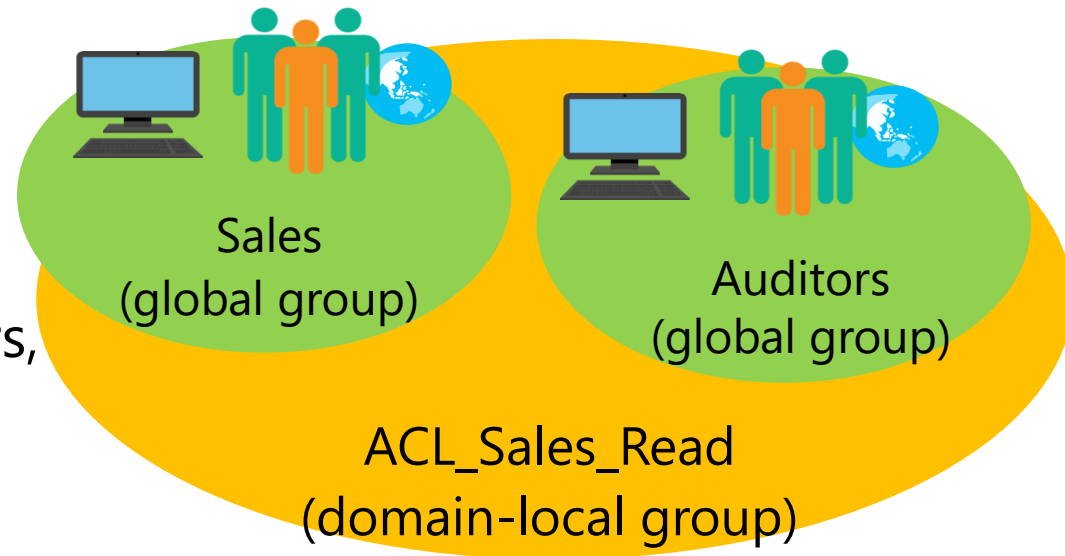 Sales
(global group)
Auditors
(global group)
s,
ACL_Sales_Read
(domain-local group)